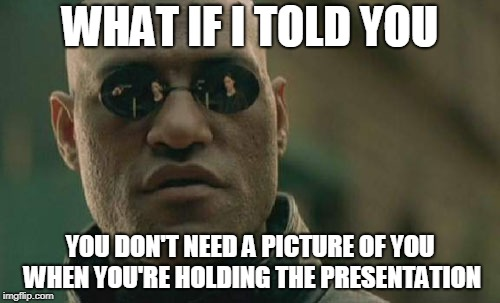 WHAT IF I TOLD YOU
YOU DON'T NEED A PICTURE OF YOU
WHEN YOU'RE HOLDING THE PRESENTATION
imgflip.com